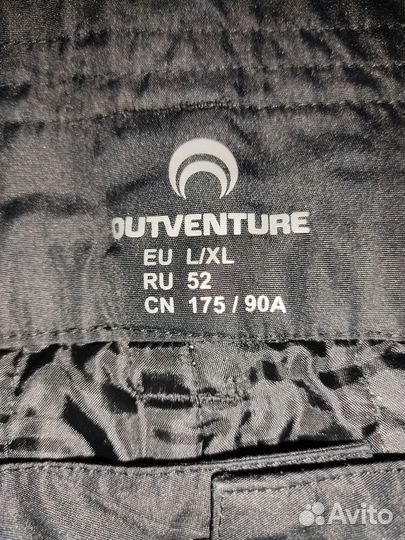 OUTVENTURE
EU L/XL
RU 52
CN 175 / 90A
Avito